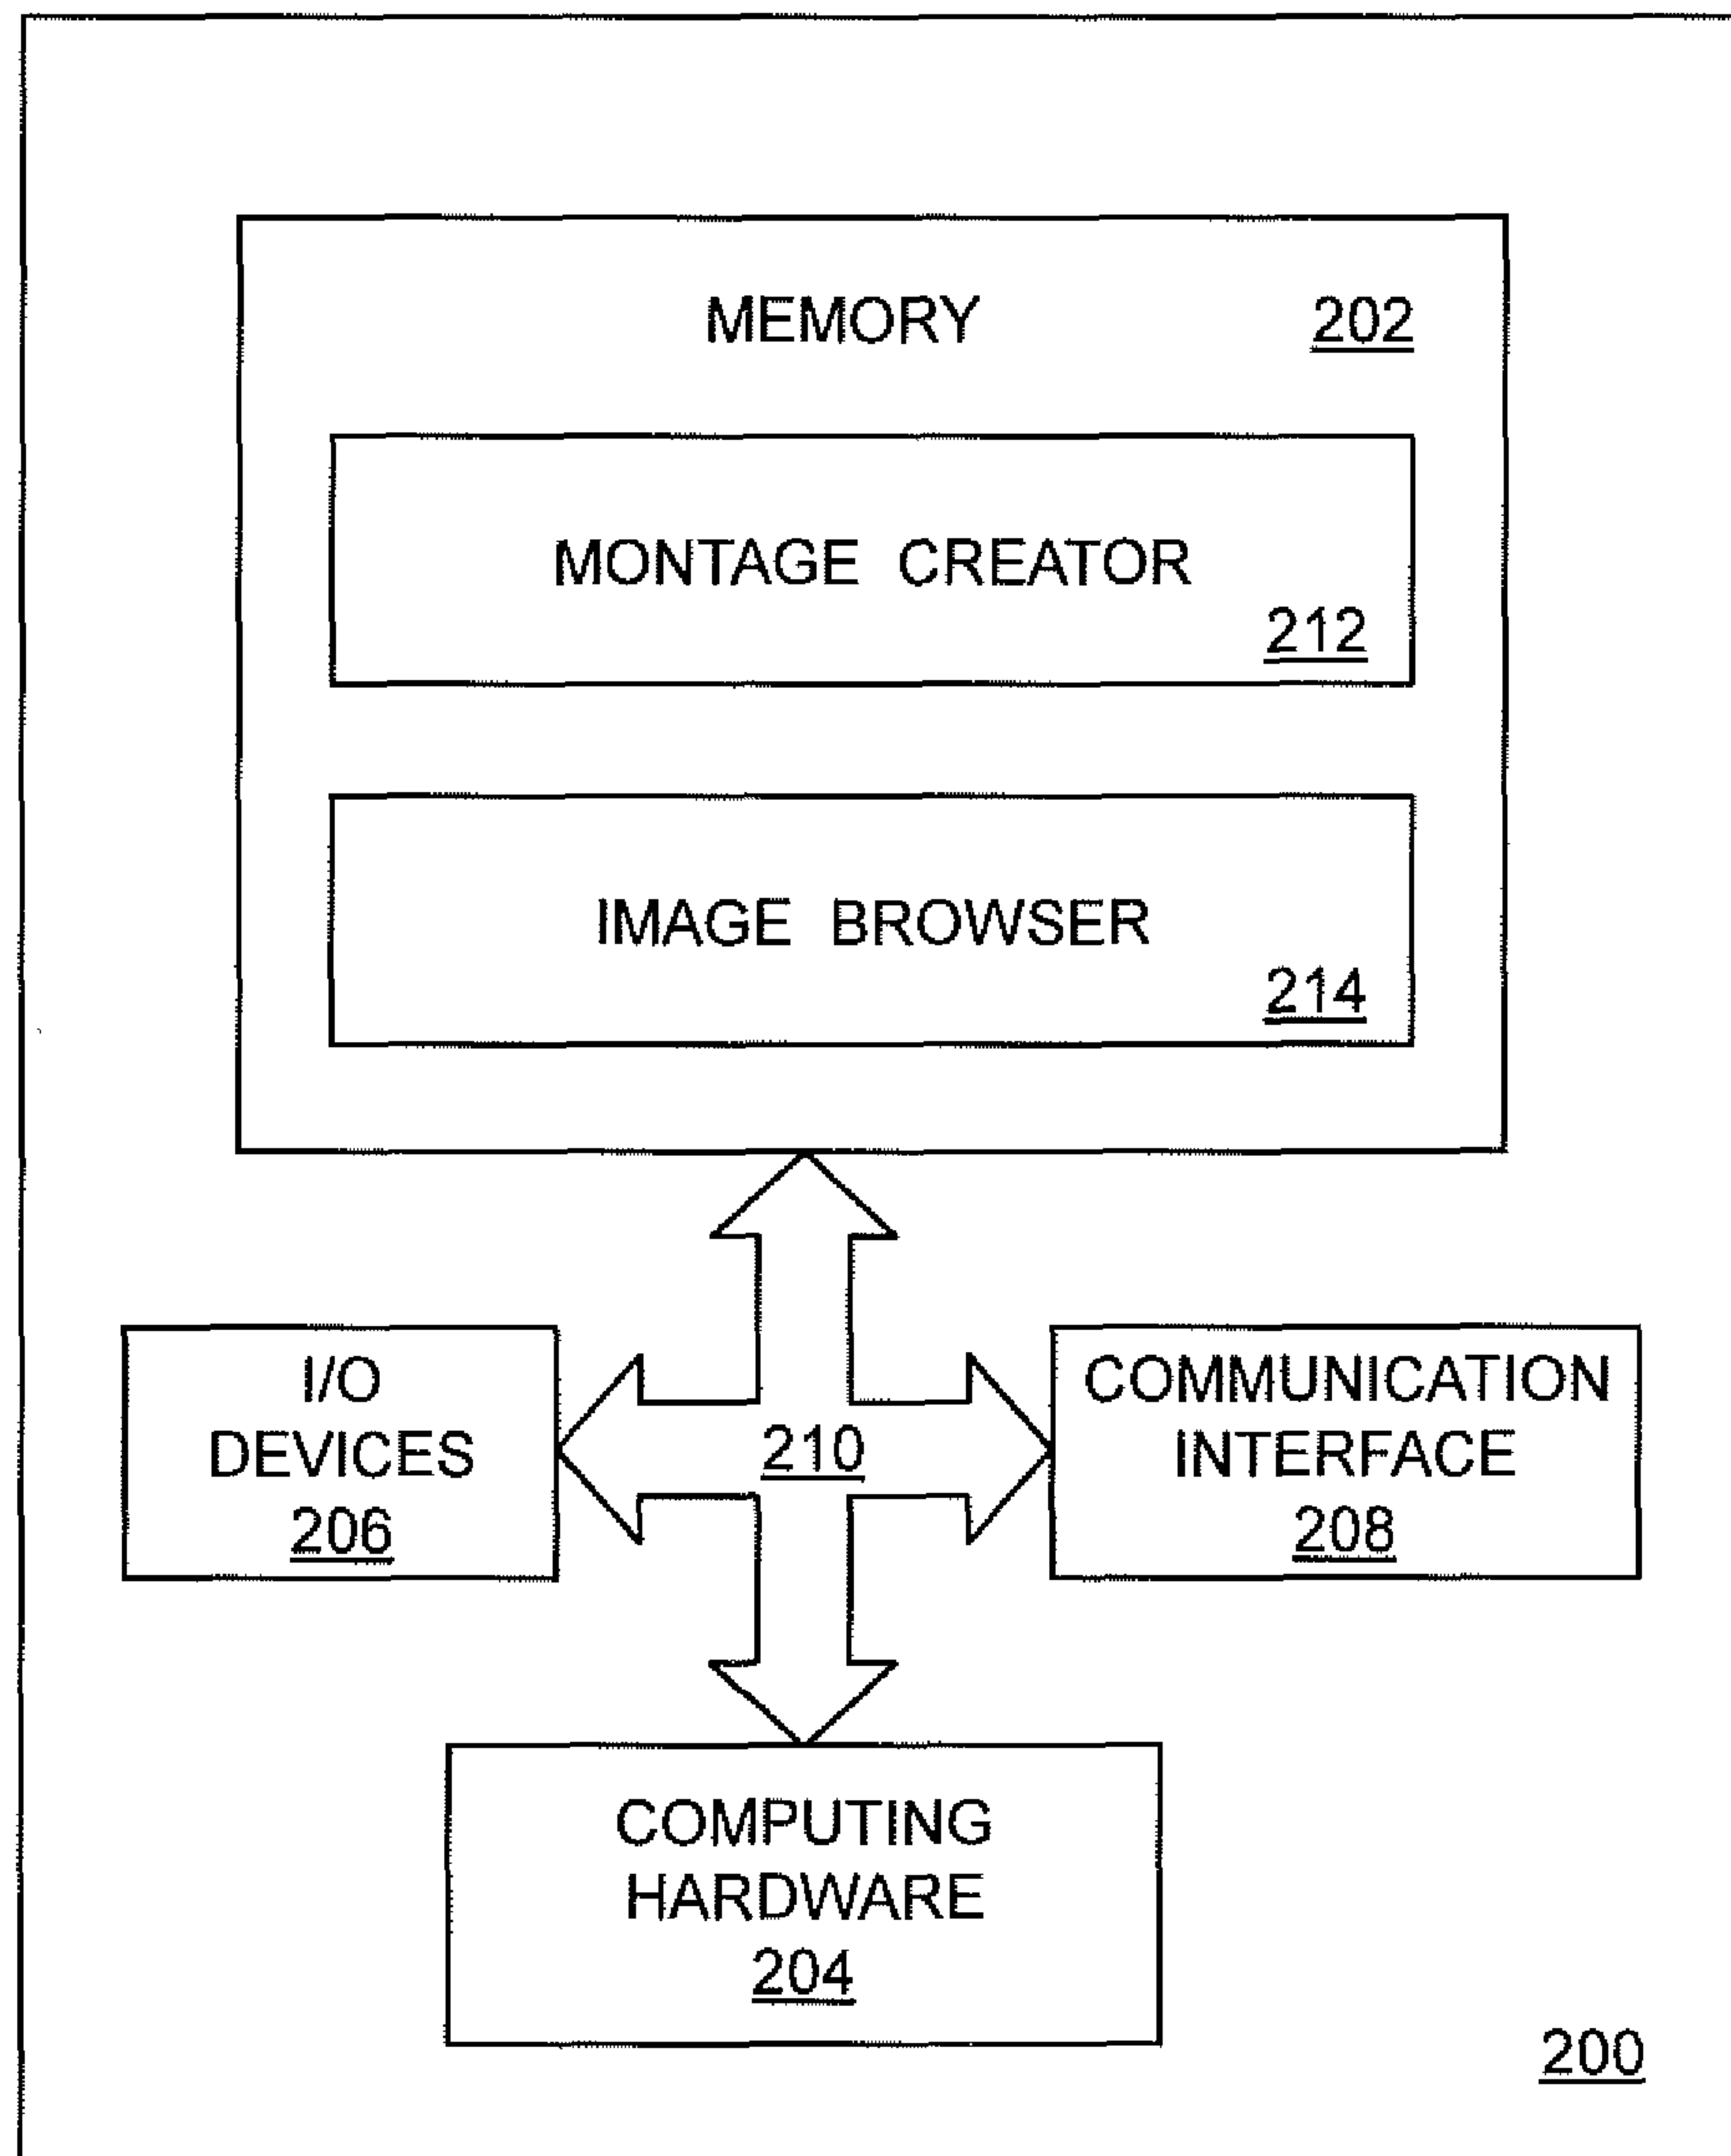 MEMORY 202
MONTAGE CREATOR
212
IMAGE BROWSER
214
I/O
DEVICES
206
210
COMMUNICATION
INTERFACE
208
COMPUTING
HARDWARE
204
200